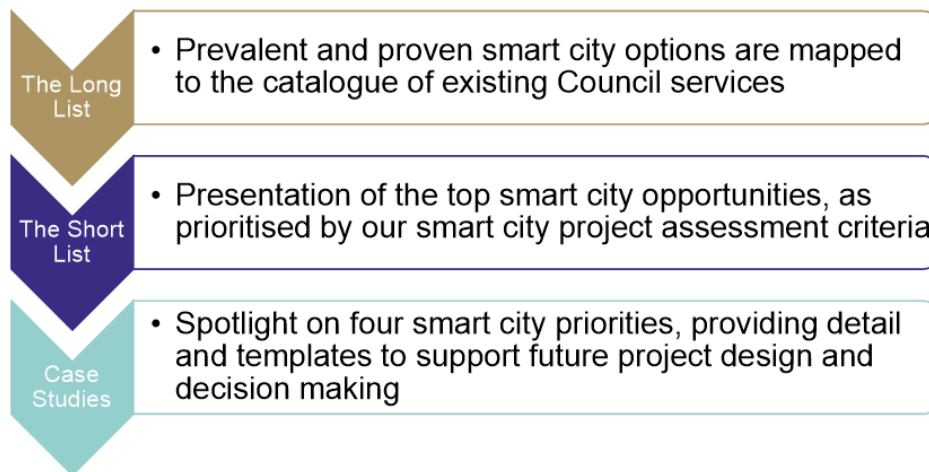 The Long
List
• Prevalent and proven smart city options are mapped
to the catalogue of existing Council services
The Short
List
• Presentation of the top smart city opportunities, as
prioritised by our smart city project assessment criteria
Case
Studies
• Spotlight on four smart city priorities, providing detail
and templates to support future project design and
decision making